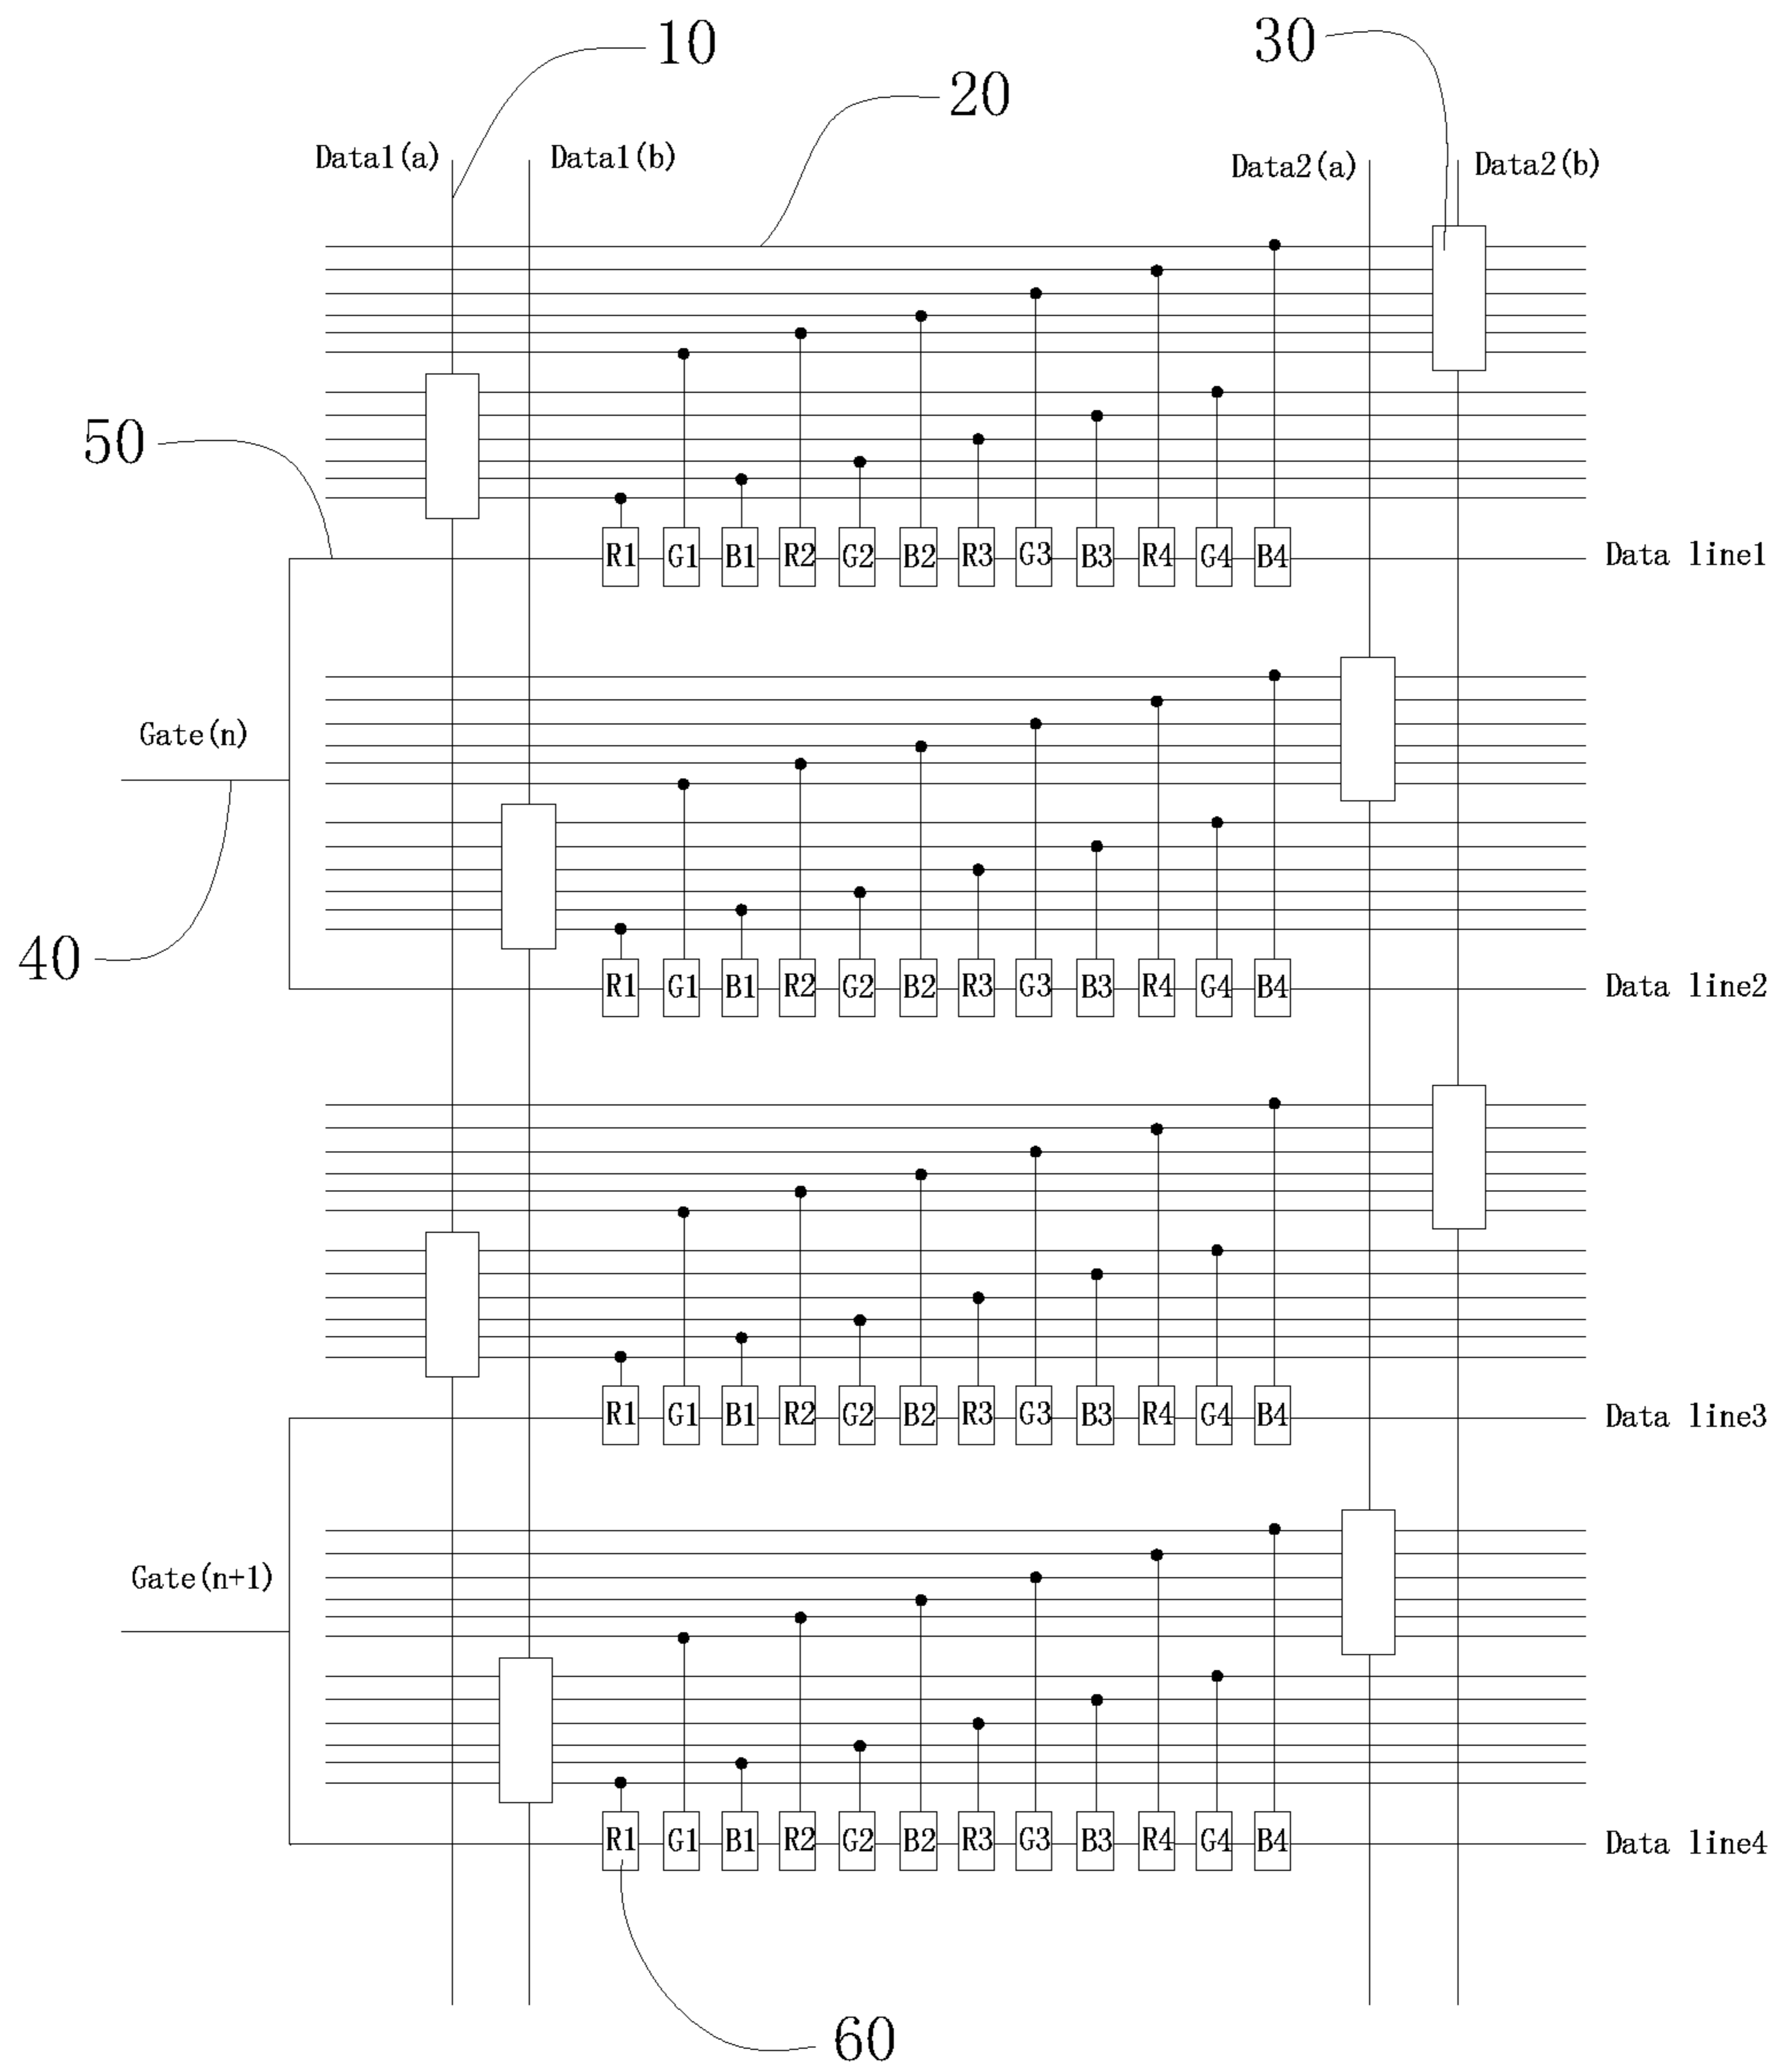 10
30
20
Data1(a) Data1(b) Data2(a) Data2(b)
50
R1 G1 B1 R2 G2 B2 R3 G3 B3 R4 G4 B4 Data line1
Gate(n)
40
R1 G1 B1 R2 G2 B2 R3 G3 B3 R4 G4 B4 Data line2
R1 G1 B1 R2 G2 B2 R3 G3 B3 R4 G4 B4 Data line3
Gate(n+1)
R1 G1 B1 R2 G2 B2 R3 G3 B3 R4 G4 B4 Data line4
60